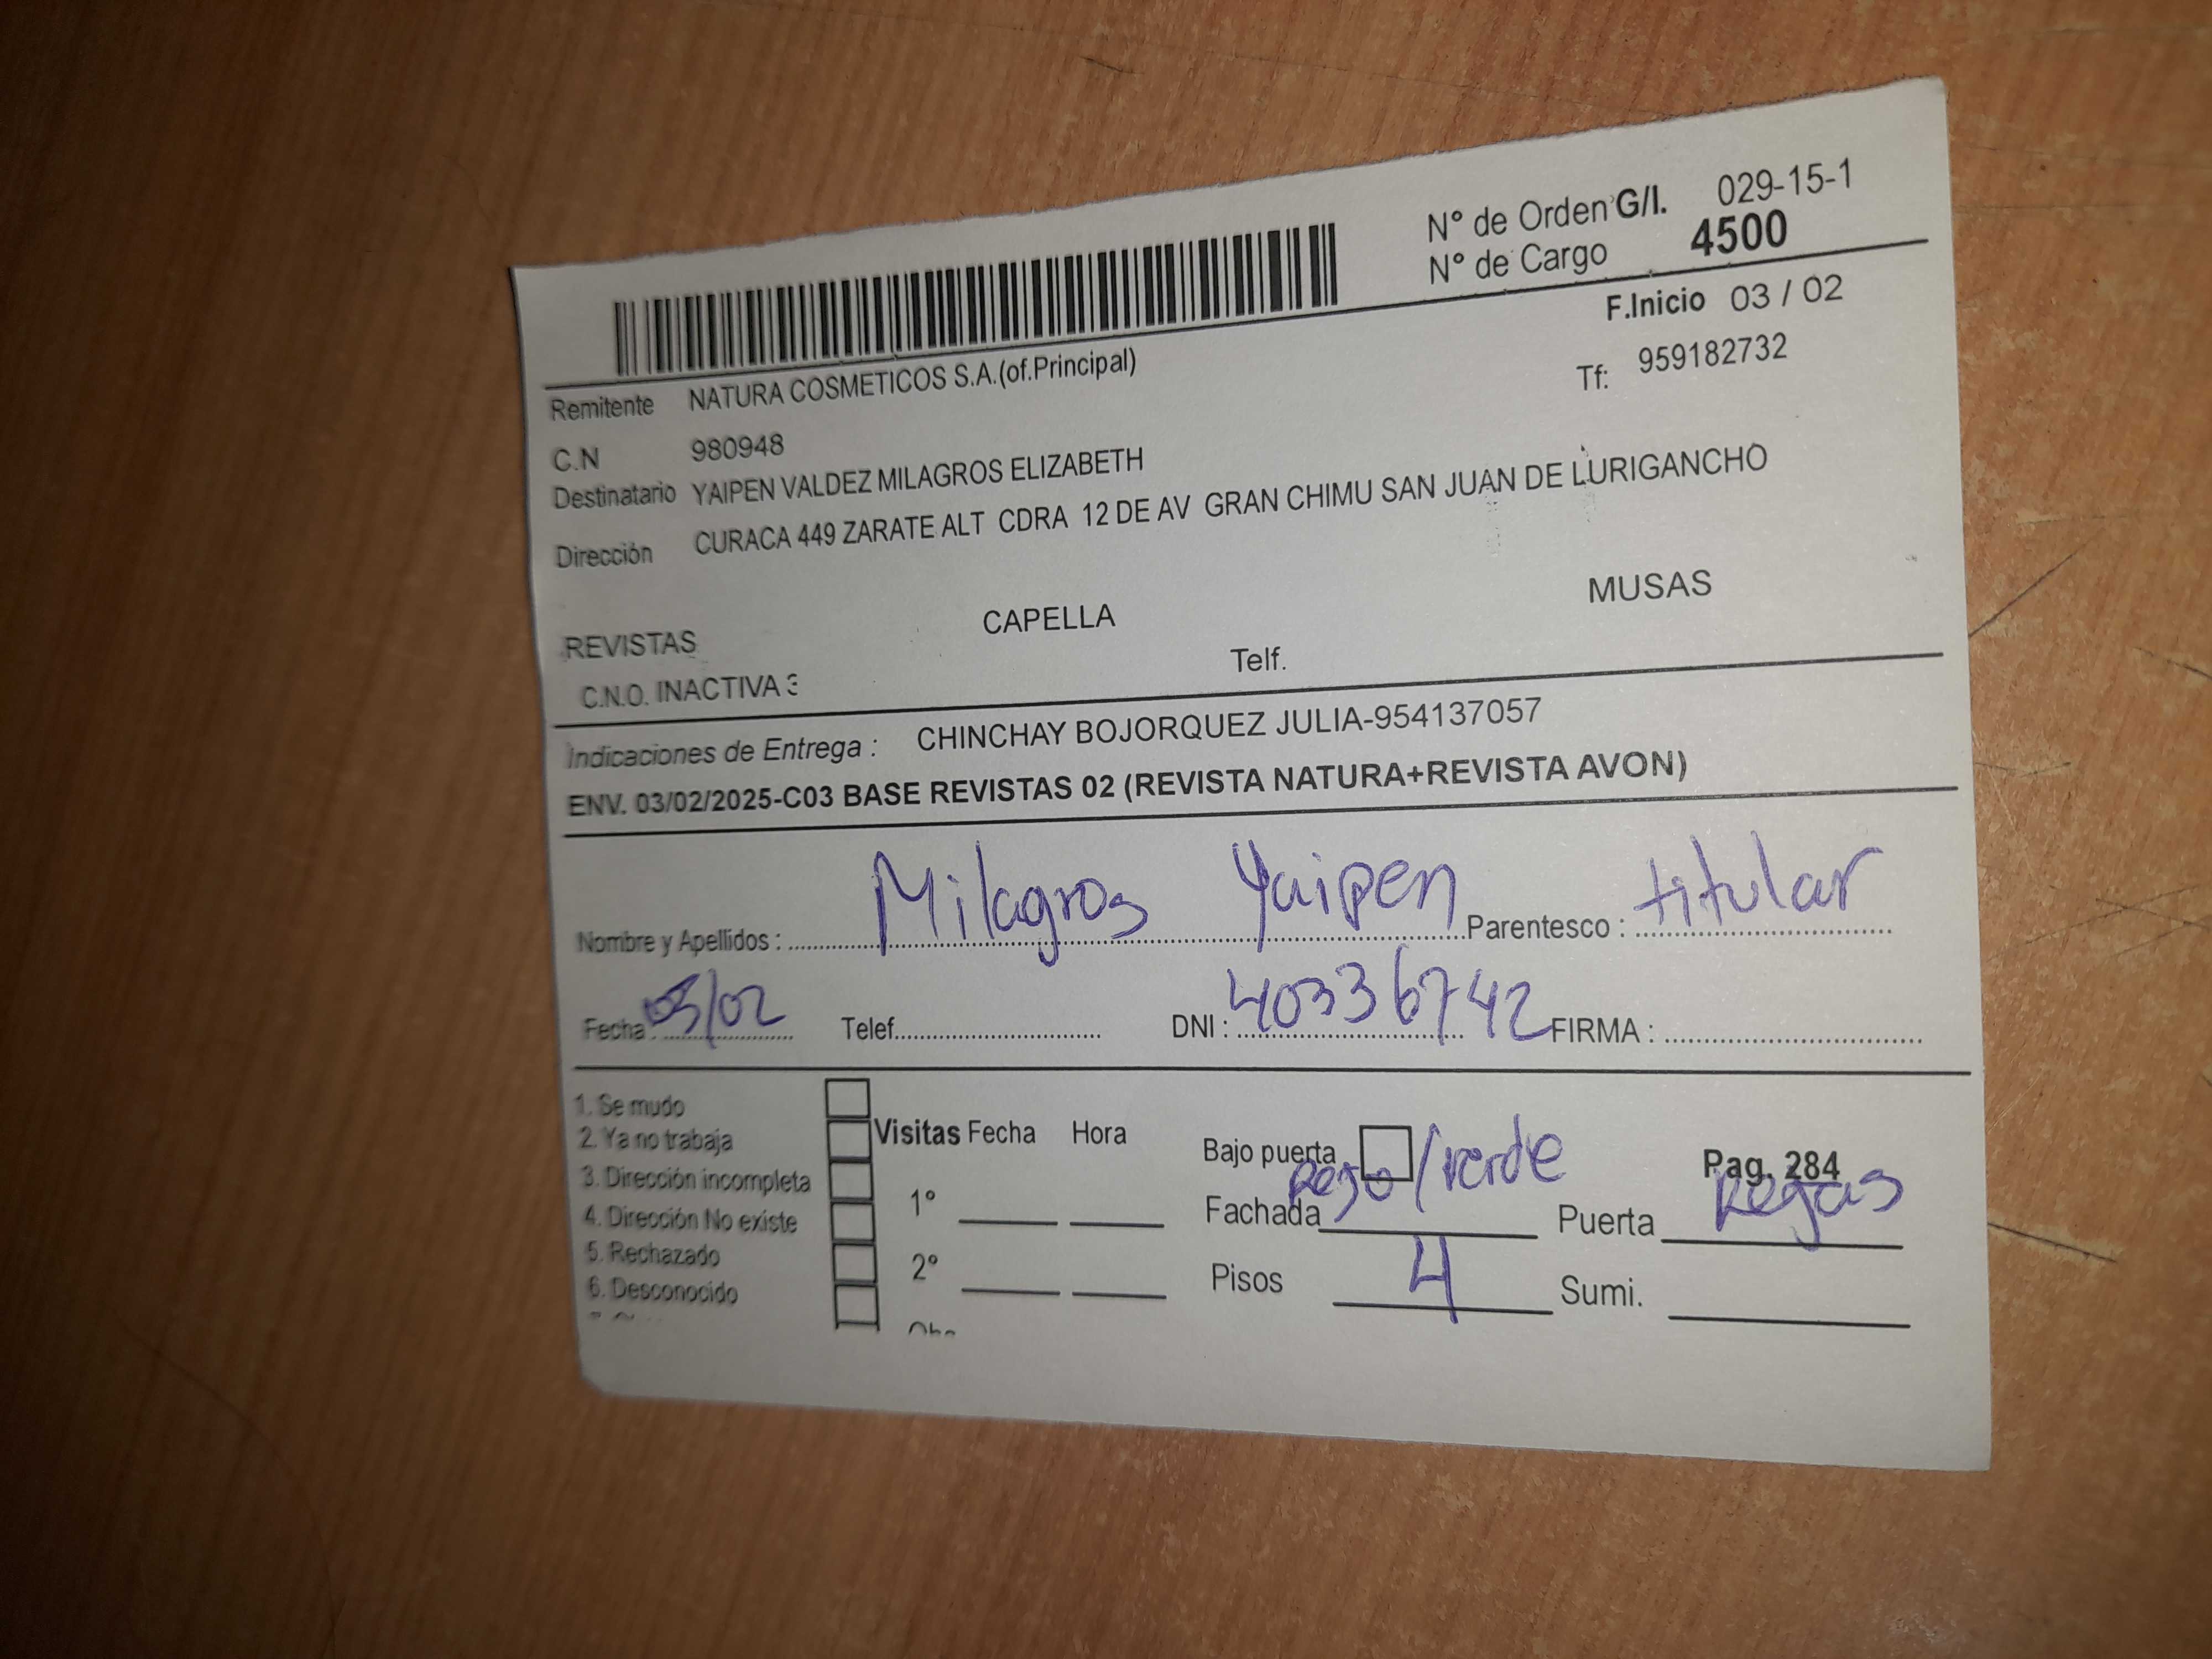 N° de Orden G/I. 029-15-1
N° de Cargo 4500
F.Inicio 03 / 02
Remitente NATURA COSMETICOS S.A.(of.Principal) Tf: 959182732
C.N 980948
Destinatario YAIPEN VALDEZ MILAGROS ELIZABETH
Dirección CURACA 449 ZARATE ALT CDRA 12 DE AV GRAN CHIMU SAN JUAN DE LURIGANCHO
REVISTAS CAPELLA MUSAS
C.N.O. INACTIVA 3 Telf.
Indicaciones de Entrega : CHINCHAY BOJORQUEZ JULIA-954137057
ENV. 03/02/2025-C03 BASE REVISTAS 02 (REVISTA NATURA+REVISTA AVON)
Nombre y Apellidos : Milagros Yaipen Parentesco : titular
Fecha : /02 Telef. DNI : 40336742 FIRMA :
1. Se mudo
2. Ya no trabaja Visitas Fecha Hora Bajo puerta /verde Pag. 284
3. Dirección incompleta 1° Fachada Puerta
4. Dirección No existe
5. Rechazado 2° Pisos 4 Sumi.
6. Desconocido